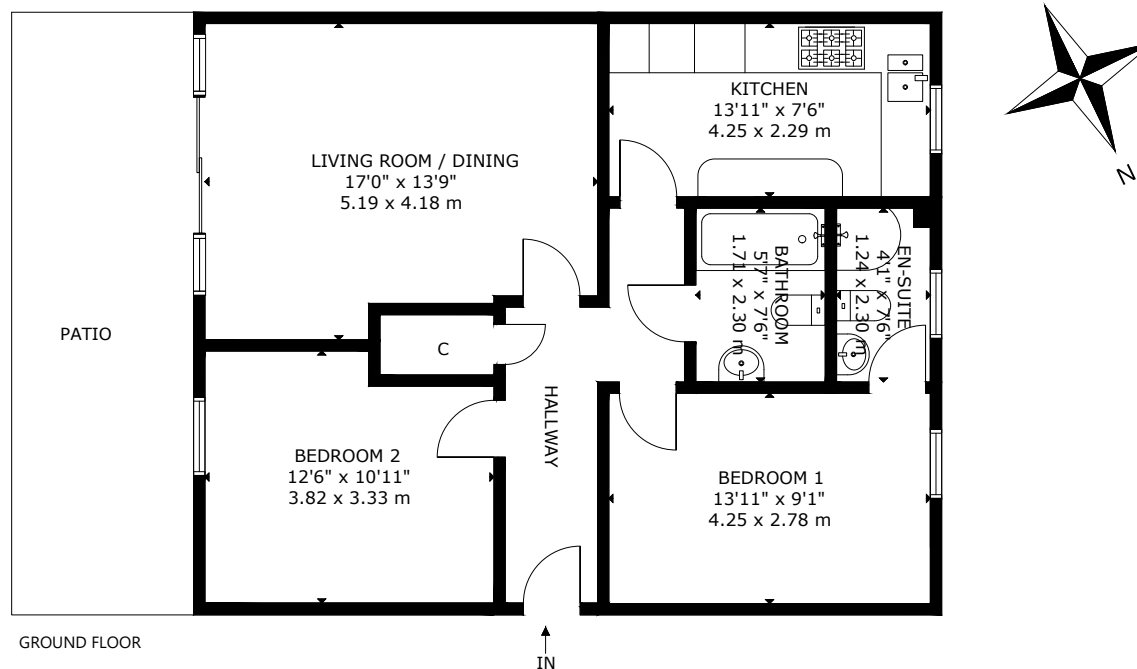 LIVING ROOM / DINING
17'0" x 13'9"
5.19 x 4.18 m
KITCHEN
13'11" x 7'6"
4.25 x 2.29 m
N
PATIO
C
HALLWAY
BATHROOM
5'7" x 7'6"
1.71 x 2.30 m
EN-SUITE
4'1" x 7'6"
1.24 x 2.30 m
BEDROOM 2
12'6" x 10'11"
3.82 x 3.33 m
BEDROOM 1
13'11" x 9'1"
4.25 x 2.78 m
GROUND FLOOR
IN